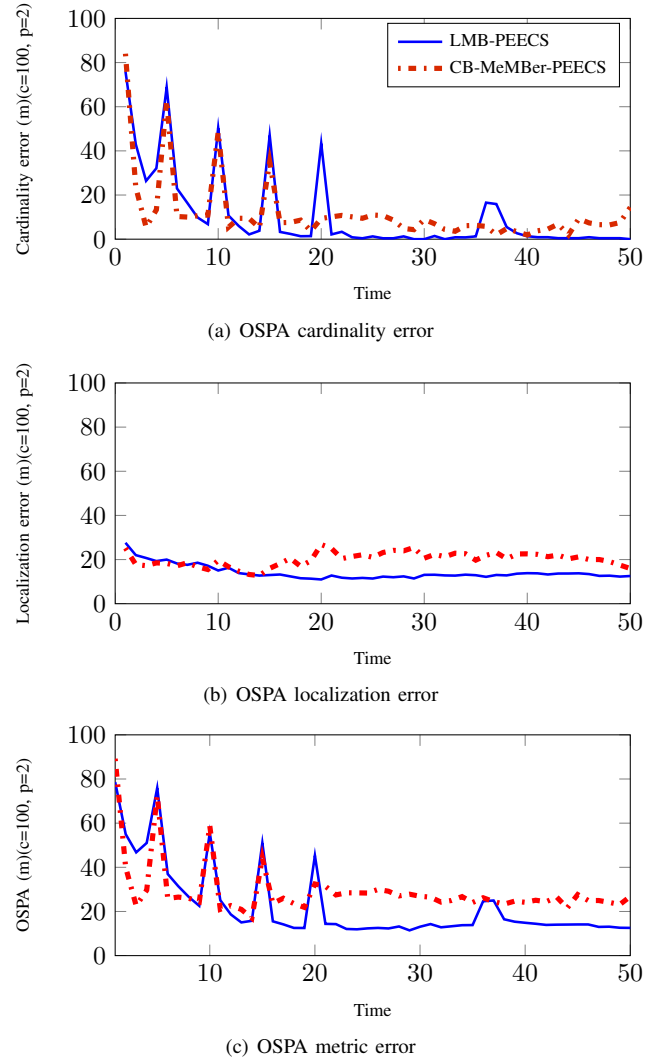 100
80
60
40
20
0
Cardinality error (m)(c=100, p=2)
LMB-PEECS
CB-MeMBer-PEECS
0 10 20 30 40 50
Time
(a) OSPA cardinality error
100
80
60
40
20
0
Localization error (m)(c=100, p=2)
0 10 20 30 40 50
Time
(b) OSPA localization error
100
80
60
40
20
0
OSPA (m)(c=100, p=2)
10 20 30 40 50
Time
(c) OSPA metric error